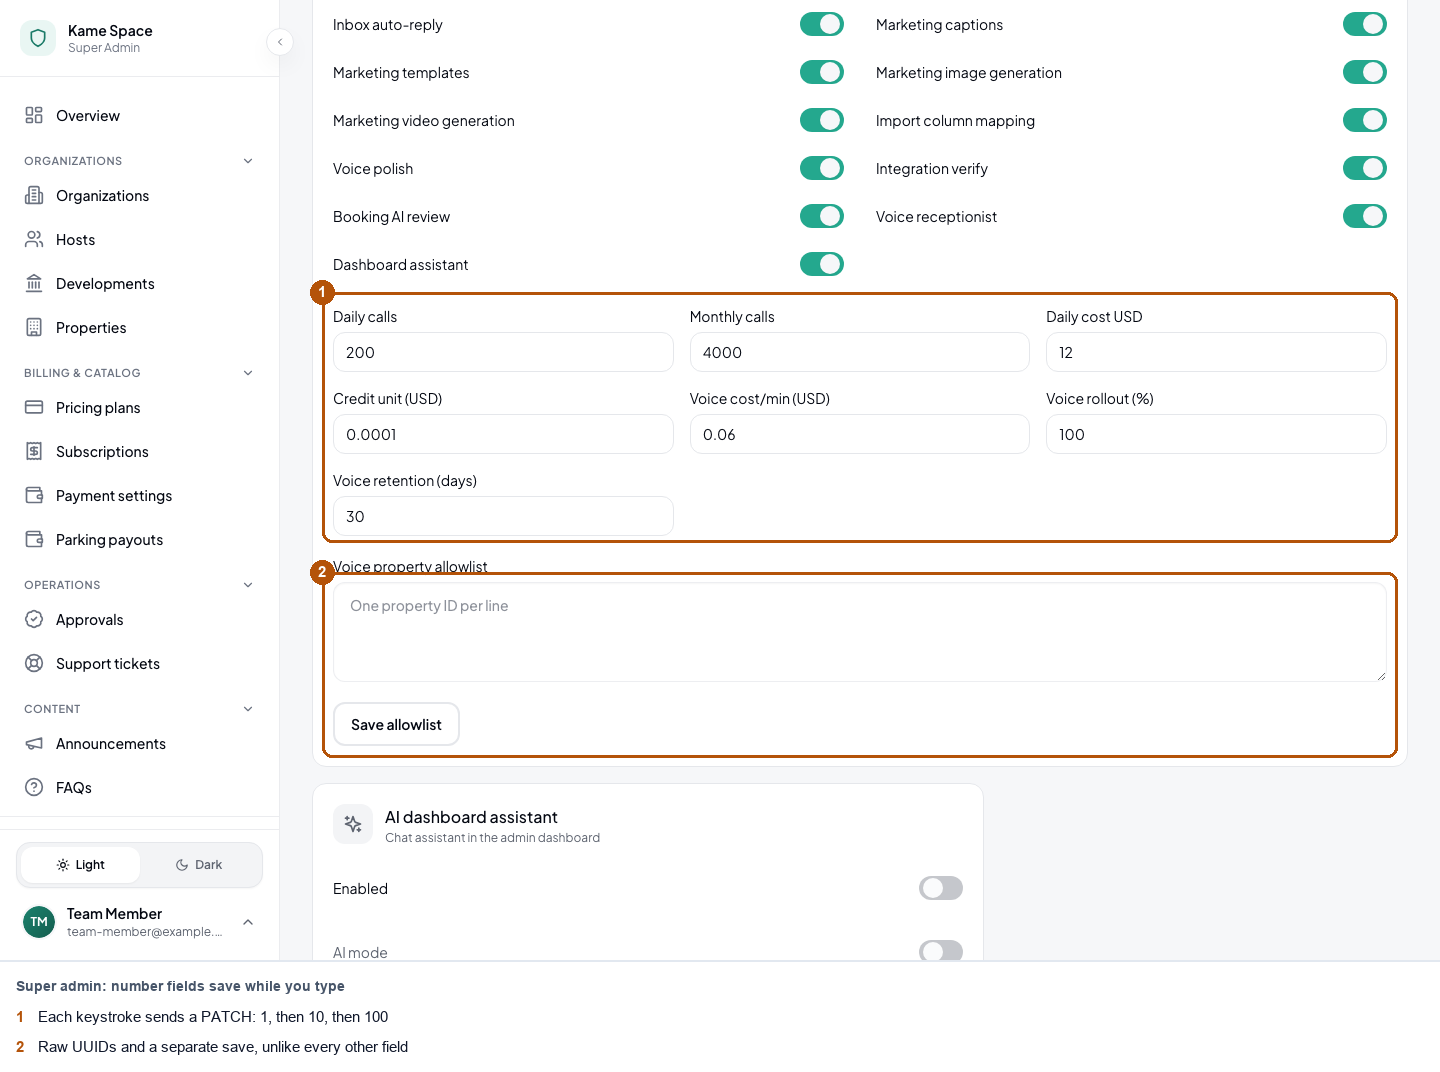 Kame Space
Super Admin
Overview
ORGANIZATIONS
Organizations
Hosts
Developments
Properties
BILLING & CATALOG
Pricing plans
Subscriptions
Payment settings
Parking payouts
OPERATIONS
Approvals
Support tickets
CONTENT
Announcements
FAQs
Light
Dark
TM
Team Member
team-member@example....
Inbox auto-reply
Marketing captions
Marketing templates
Marketing image generation
Marketing video generation
Import column mapping
Voice polish
Integration verify
Booking AI review
Voice receptionist
Dashboard assistant
1
Daily calls
Monthly calls
Daily cost USD
200
4000
12
Credit unit (USD)
Voice cost/min (USD)
Voice rollout (%)
0.0001
0.06
100
Voice retention (days)
30
2
Voice property allowlist
One property ID per line
Save allowlist
AI dashboard assistant
Chat assistant in the admin dashboard
Enabled
AI mode
Super admin: number fields save while you type
1 Each keystroke sends a PATCH: 1, then 10, then 100
2 Raw UUIDs and a separate save, unlike every other field